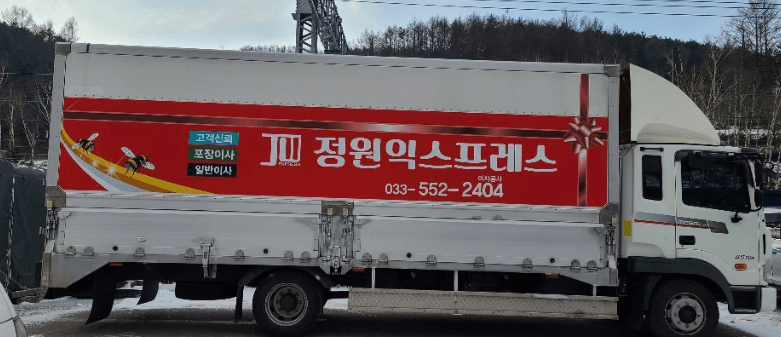 고객신뢰
포장이사
일반이사
JW
정원익스프레스
이사공사
033-552-2404